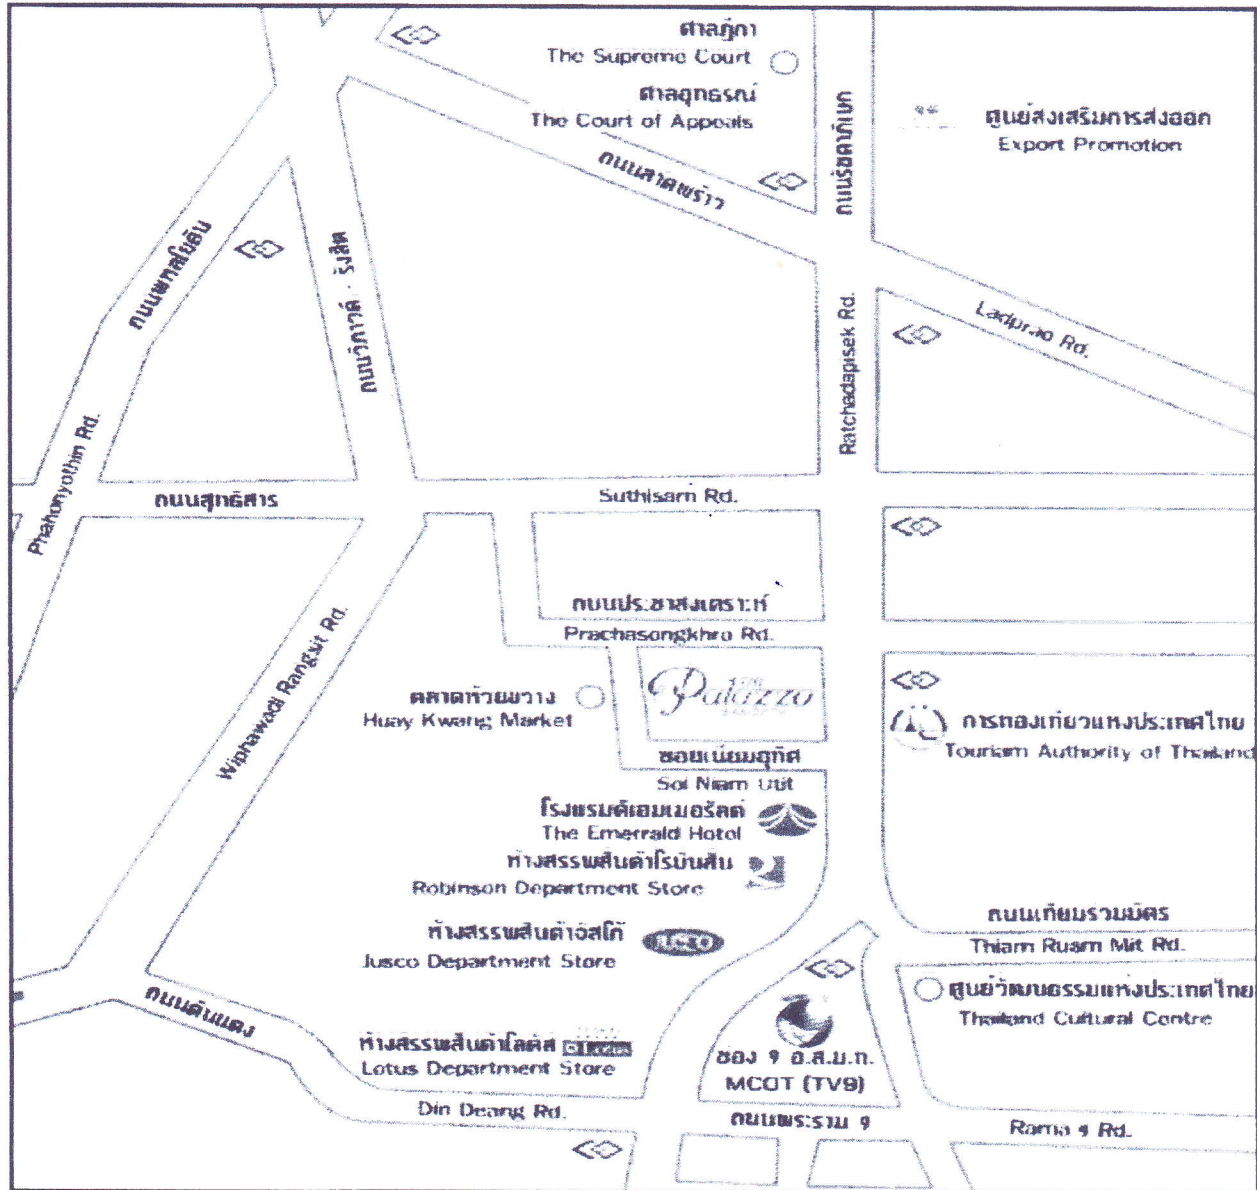 ศาลฎีกา
The Supreme Court
ศาลอุทธรณ์
The Court of Appeals
ถนนรัชดาภิเษก
ศูนย์ส่งเสริมการส่งออก
Export Promotion
ถนนลาดพร้าว
ถนนพหลโยธิน
ถนนวิภาวดี - รังสิต
Ratchadapisek Rd.
Ladprao Rd.
Phahonyothin Rd.
ถนนสุทธิสาร
Suthisarn Rd.
ถนนประชาสงเคราะห์
Prachasongkhro Rd.
Wiphawadi Rangsit Rd.
ตลาดห้วยขวาง
Huay Kwang Market
Palazzo
การท่องเที่ยวแห่งประเทศไทย
Tourism Authority of Thailand
ซอยเนียมอุทิศ
Soi Niam Utit
โรงแรมดิเอมเมอรัลด์
The Emerrald Hotel
ห้างสรรพสินค้าโรบินสัน
Robinson Department Store
ถนนเทียมร่วมมิตร
Thiam Ruam Mit Rd.
ห้างสรรพสินค้าจัสโก้
Jusco Department Store
JUSCO
ถนนดินแดง
ศูนย์วัฒนธรรมแห่งประเทศไทย
Thailand Cultural Centre
ห้างสรรพสินค้าโลตัส
Lotus
Lotus Department Store
ช่อง 9 อ.ส.ม.ท.
MCOT (TV9)
Din Deang Rd.
ถนนพระราม 9
Rama 9 Rd.